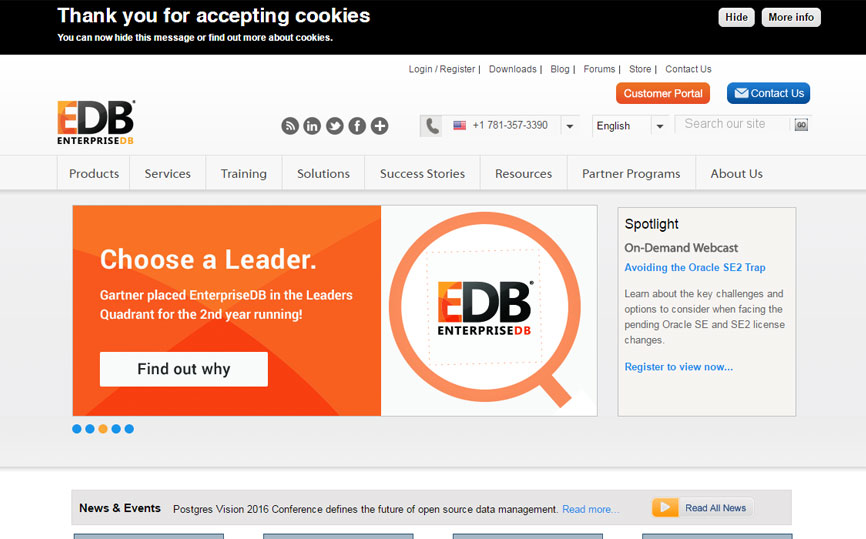 Thank you for accepting cookies
Hide
More info
You can now hide this message or find out more about cookies.
Login / Register | Downloads | Blog | Forums | Store | Contact Us
Customer Portal
Contact Us
EDB
ENTERPRISEDB
+1 781-357-3390
English
Search our site
GO
Products
Services
Training
Solutions
Success Stories
Resources
Partner Programs
About Us
Choose a Leader.
Gartner placed EnterpriseDB in the Leaders
Quadrant for the 2nd year running!
Find out why
EDB
ENTERPRISEDB
Spotlight
On-Demand Webcast
Avoiding the Oracle SE2 Trap
Learn about the key challenges and
options to consider when facing the
pending Oracle SE and SE2 license
changes.
Register to view now...
News & Events
Postgres Vision 2016 Conference defines the future of open source data management. Read more...
Read All News